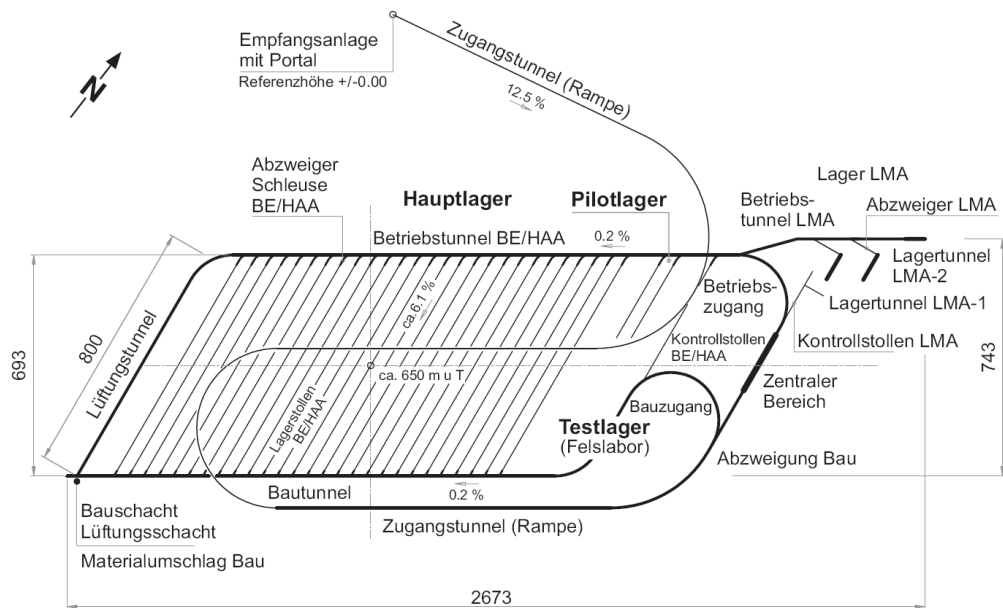 Empfangsanlage
mit Portal
Referenzhöhe +/-0.00
Zugangstunnel (Rampe)
12.5 %
N
Abzweiger
Schleuse
BE/HAA
Hauptlager
Pilotlager
Betriebstunnel BE/HAA
0.2 %
Lager LMA
Betriebs-
tunnel LMA
Abzweiger LMA
Lagertunnel
LMA-2
Betriebs-
zugang
Lagertunnel LMA-1
Kontrollstollen
BE/HAA
Kontrollstollen LMA
ca.6.1 %
800
693
743
Lüftungstunnel
ca. 650 m u T
Zentraler
Bereich
Lagerstollen
BE/HAA
Bauzugang
Testlager
(Felslabor)
Abzweigung Bau
Bautunnel
0.2 %
Bauschacht
Lüftungsschacht
Zugangstunnel (Rampe)
Materialumschlag Bau
2673